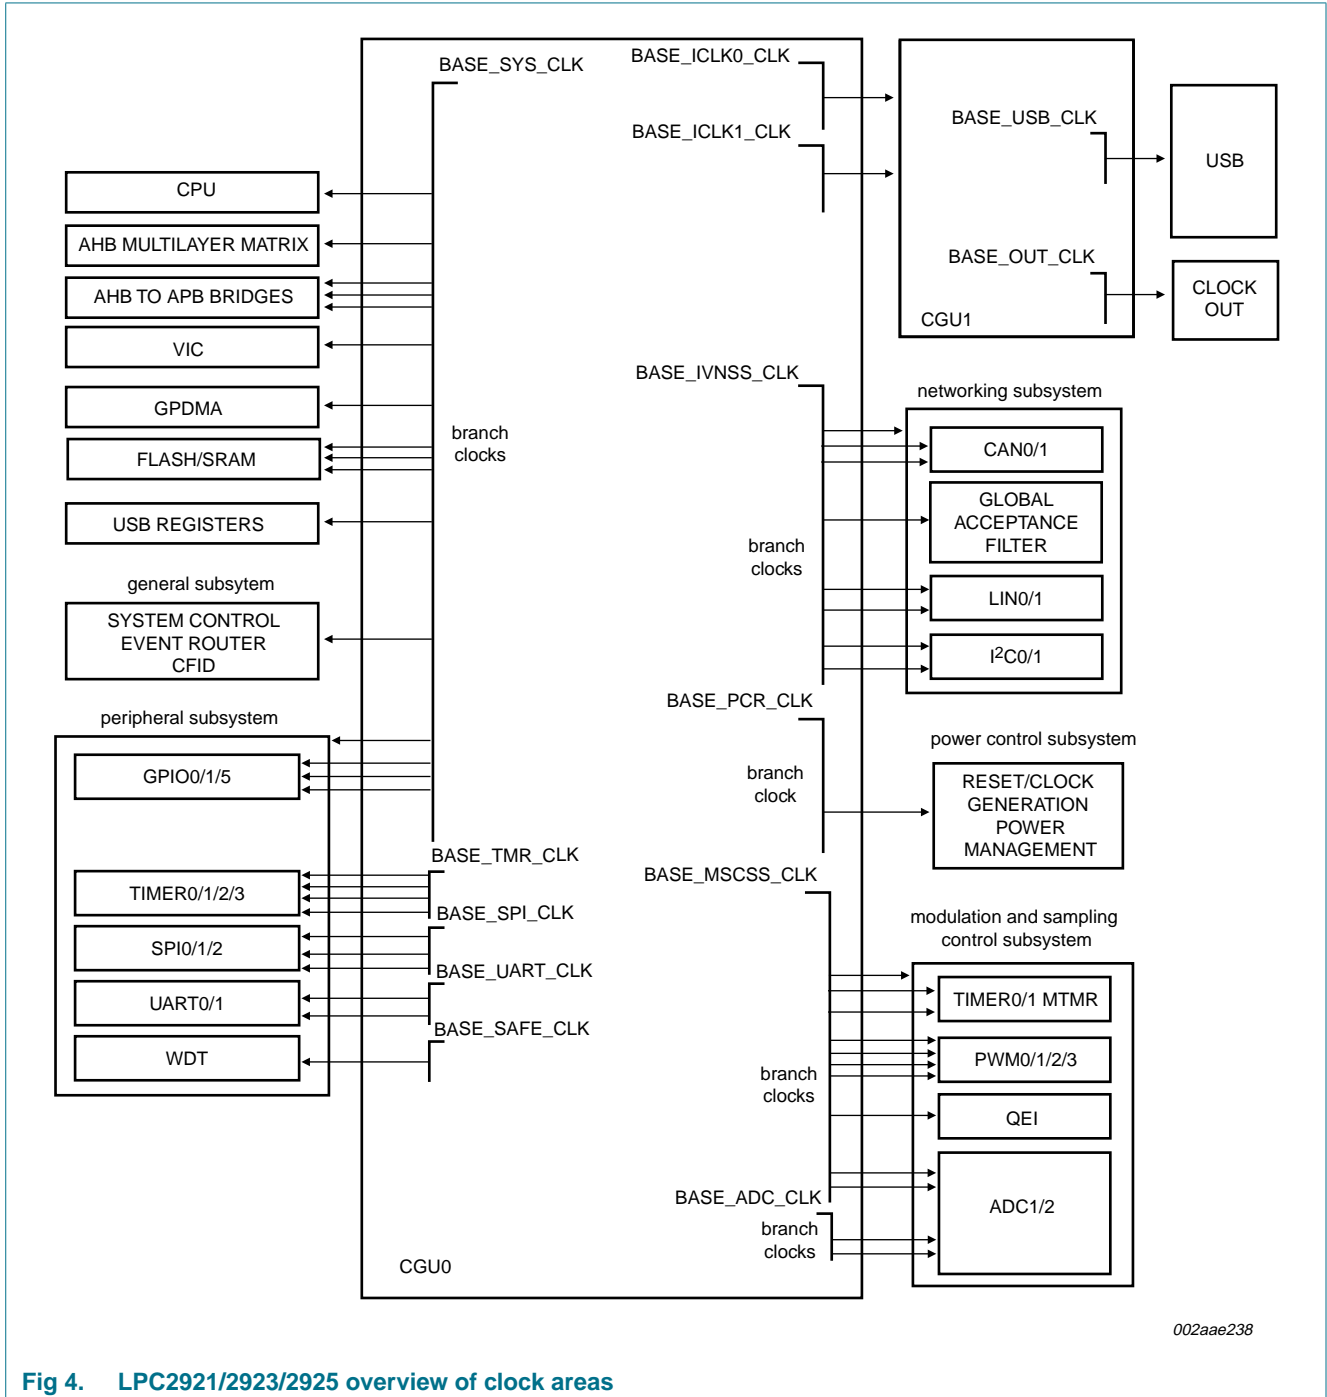 BASE_SYS_CLK
CPU
AHB MULTILAYER MATRIX
AHB TO APB BRIDGES
VIC
GPDMA
FLASH/SRAM
USB REGISTERS
branch
clocks
general subsytem
SYSTEM CONTROL
EVENT ROUTER
CFID
peripheral subsystem
GPIO0/1/5
BASE_TMR_CLK
TIMER0/1/2/3
BASE_SPI_CLK
SPI0/1/2
BASE_UART_CLK
UART0/1
BASE_SAFE_CLK
WDT
CGU0
BASE_ICLK0_CLK
BASE_ICLK1_CLK
BASE_USB_CLK
USB
BASE_OUT_CLK
CLOCK
OUT
CGU1
BASE_IVNSS_CLK
networking subsystem
CAN0/1
GLOBAL
ACCEPTANCE
FILTER
branch
clocks
LIN0/1
I2C0/1
BASE_PCR_CLK
power control subsystem
branch
clock
RESET/CLOCK
GENERATION
POWER
MANAGEMENT
BASE_MSCSS_CLK
modulation and sampling
control subsystem
TIMER0/1 MTMR
PWM0/1/2/3
branch
clocks
QEI
BASE_ADC_CLK
ADC1/2
branch
clocks
002aae238
Fig 4. LPC2921/2923/2925 overview of clock areas